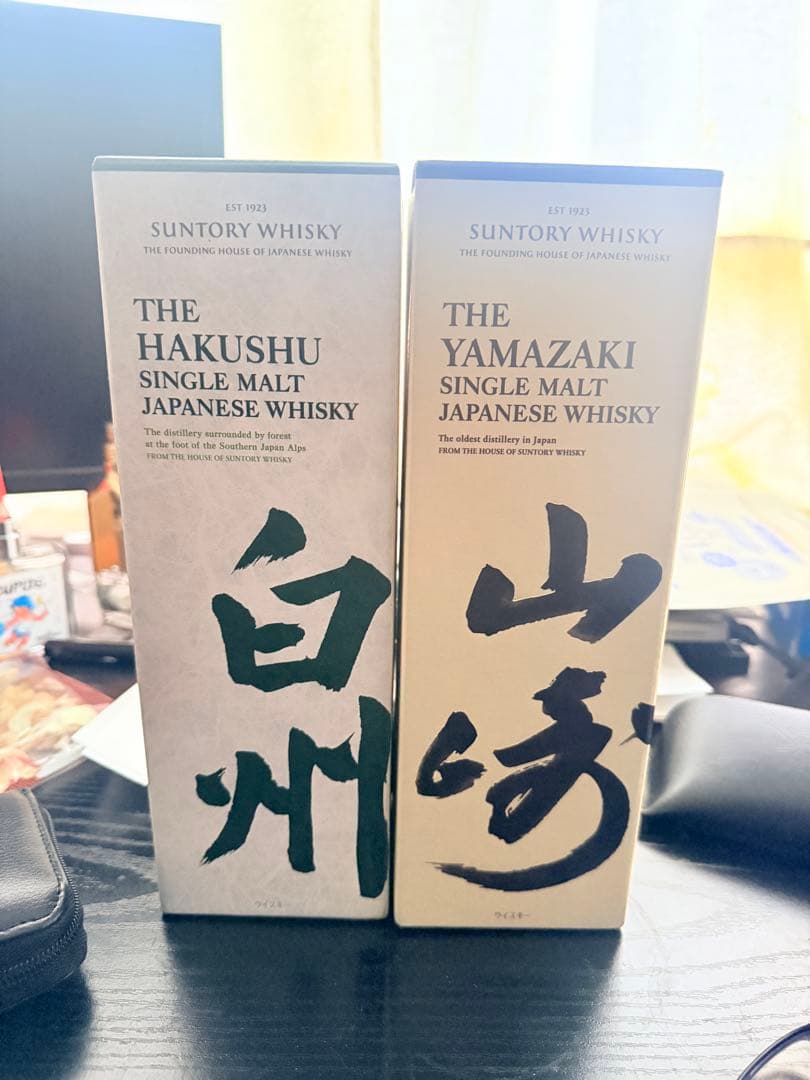 EST 1923
SUNTORY WHISKY
THE FOUNDING HOUSE OF JAPANESE WHISKY
THE
HAKUSHU
SINGLE MALT
JAPANESE WHISKY
The distillery surrounded by forest
at the foot of the Southern Japan Alps
FROM THE HOUSE OF SUNTORY WHISKY
白
州
ウイスキー
EST 1923
SUNTORY WHISKY
THE FOUNDING HOUSE OF JAPANESE WHISKY
THE
YAMAZAKI
SINGLE MALT
JAPANESE WHISKY
The oldest distillery in Japan
FROM THE HOUSE OF SUNTORY WHISKY
山
崎
ウイスキー